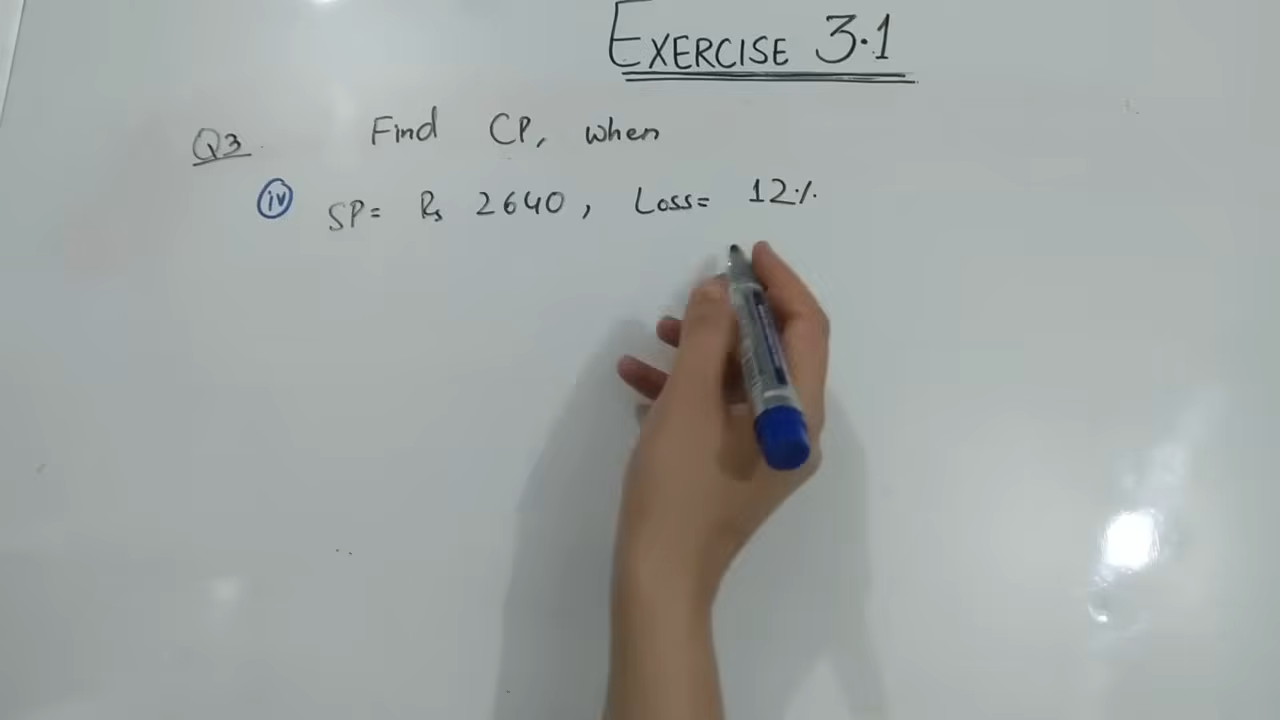 EXERCISE 3.1
Q3. Find CP, when
iv SP= Rs 2640, Loss= 12%